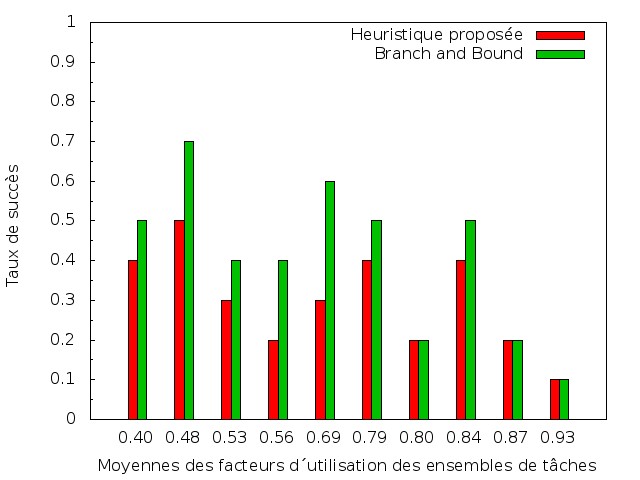 Heuristique proposée
Branch and Bound
1
0.9
0.8
0.7
0.6
0.5
0.4
0.3
0.2
0.1
0
Taux de succès
0.40 0.48 0.53 0.56 0.69 0.79 0.80 0.84 0.87 0.93
Moyennes des facteurs d´utilisation des ensembles de tâches